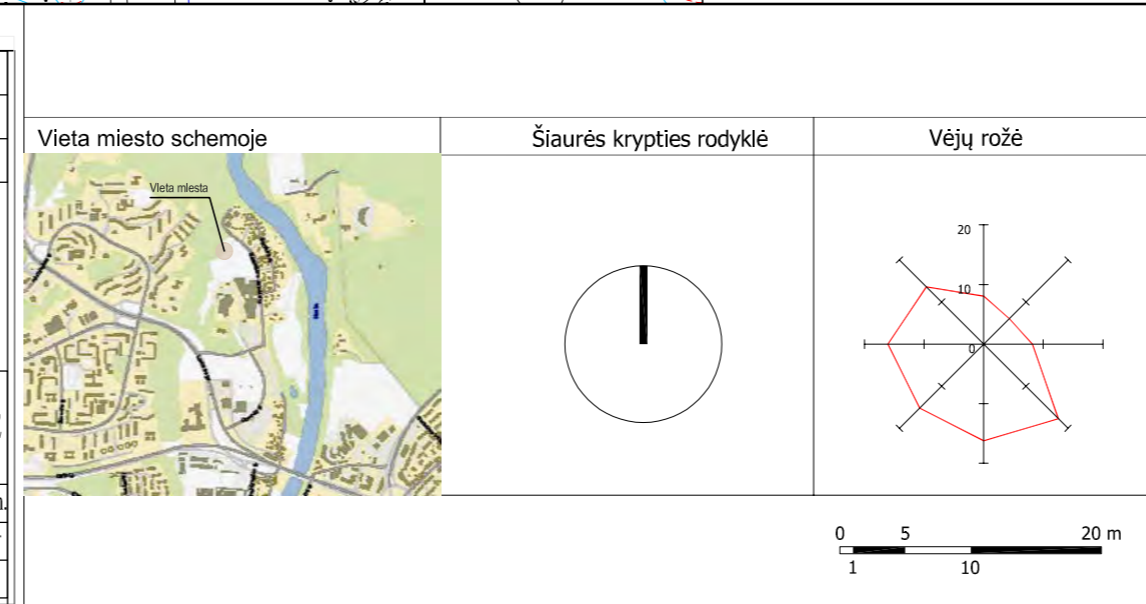 Vieta miesto schemoje
Šiaurės krypties rodyklė
Vėjų rožė
Vieta miesta
20
10
0
0 5 20 m
1 10